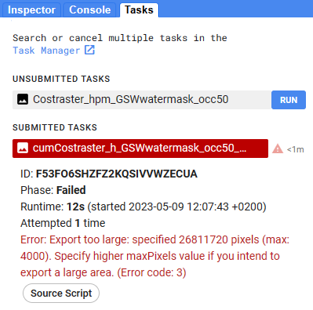 Inspector Console Tasks
Search or cancel multiple tasks in the
Task Manager
UNSUBMITTED TASKS
Costraster_hpm_GSWwatermask_occ50 RUN
SUBMITTED TASKS
cumCostraster_h_GSWwatermask_occ50_... <1m
ID: F53FO6SHZFZ2KQSIVVWZECUA
Phase: Failed
Runtime: 12s (started 2023-05-09 12:07:43 +0200)
Attempted 1 time
Error: Export too large: specified 26811720 pixels (max:
4000). Specify higher maxPixels value if you intend to
export a large area. (Error code: 3)
Source Script